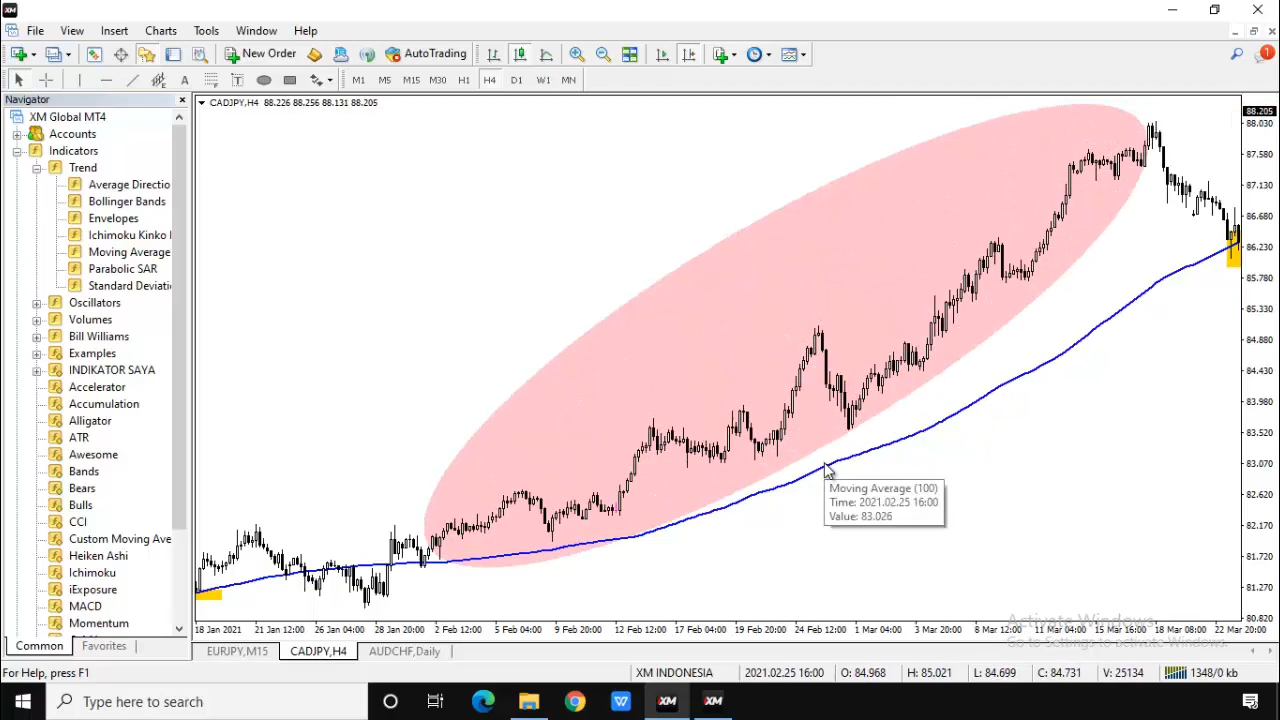 XM
File View Insert Charts Tools Window Help
New Order AutoTrading
A T M1 M5 M15 M30 H1 H4 D1 W1 MN
Navigator
CADJPY,H4 88.226 88.256 88.131 88.205
XM Global MT4
Accounts
Indicators
Trend
Average Directio
Bollinger Bands
Envelopes
Ichimoku Kinko
Moving Average
Parabolic SAR
Standard Deviati
Oscillators
Volumes
Bill Williams
Examples
INDIKATOR SAYA
Accelerator
Accumulation
Alligator
ATR
Awesome
Bands
Bears
Bulls
CCI
Custom Moving Ave
Heiken Ashi
Ichimoku
iExposure
MACD
Momentum
Common Favorites
88.205
88.030
87.580
87.130
86.680
86.230
85.780
85.330
84.880
84.430
83.980
83.520
83.070
82.620
82.170
81.720
81.270
80.820
Moving Average (100)
Time: 2021.02.25 16:00
Value: 83.026
18 Jan 2021 21 Jan 12:00 26 Jan 04:00 28 Jan 20:00 2 Feb 12:00 5 Feb 04:00 9 Feb 20:00 12 Feb 12:00 17 Feb 04:00 19 Feb 20:00 24 Feb 12:00 1 Mar 04:00 3 Mar 20:00 8 Mar 12:00 11 Mar 04:00 15 Mar 16:00 18 Mar 08:00 22 Mar 20:00
Activate Windows
Go to Settings to activate Windows.
EURJPY,M15 CADJPY,H4 AUDCHF,Daily
For Help, press F1 XM INDONESIA 2021.02.25 16:00 O: 84.968 H: 85.021 L: 84.699 C: 84.731 V: 25134 1348/0 kb
Type here to search XM XM